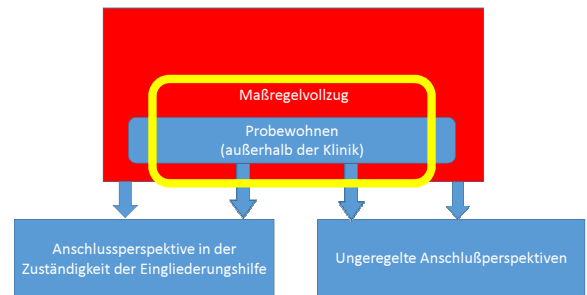 Maßregelvollzug
Probewohnen
(außerhalb der Klinik)
Anschlussperspektive in der
Zuständigkeit der Eingliederungshilfe
Ungeregelte Anschlußperspektiven